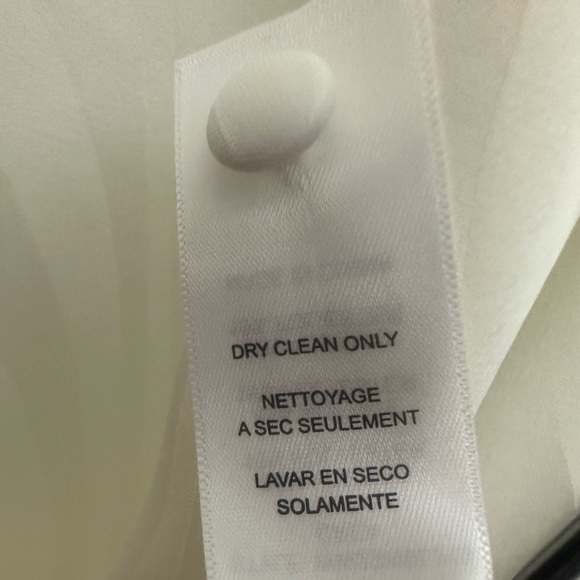 DRY CLEAN ONLY
NETTOYAGE
A SEC SEULEMENT
LAVAR EN SECO
SOLAMENTE